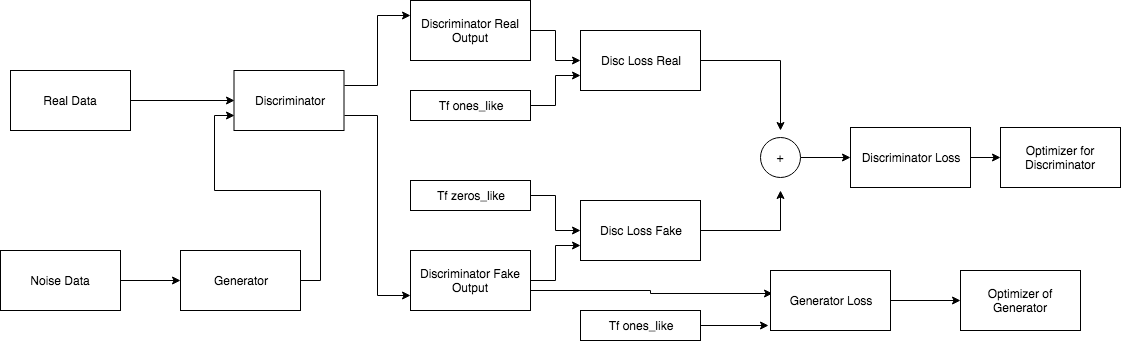 Discriminator Real
Output
Real Data
Discriminator
Disc Loss Real
Tf ones_like
+
Discriminator Loss
Optimizer for
Discriminator
Tf zeros_like
Disc Loss Fake
Noise Data
Generator
Discriminator Fake
Output
Generator Loss
Optimizer of
Generator
Tf ones_like